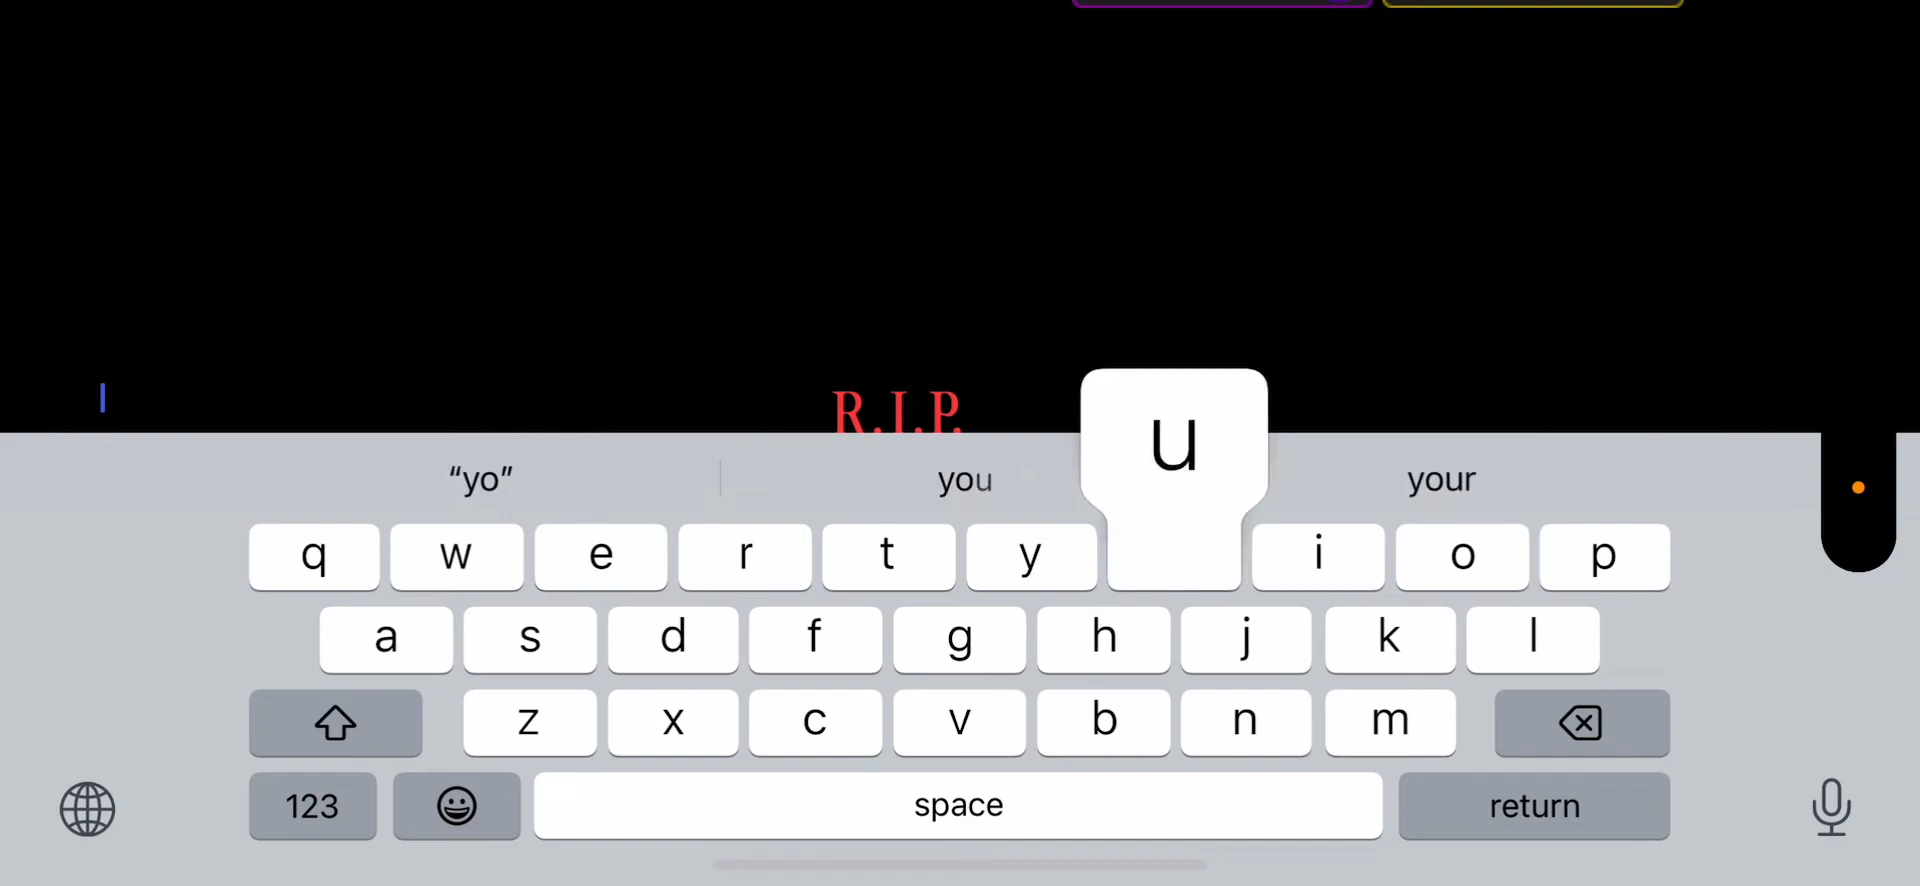 R.I.P.
u
“yo” you your
q w e r t y i o p
a s d f g h j k l
z x c v b n m
123 space return